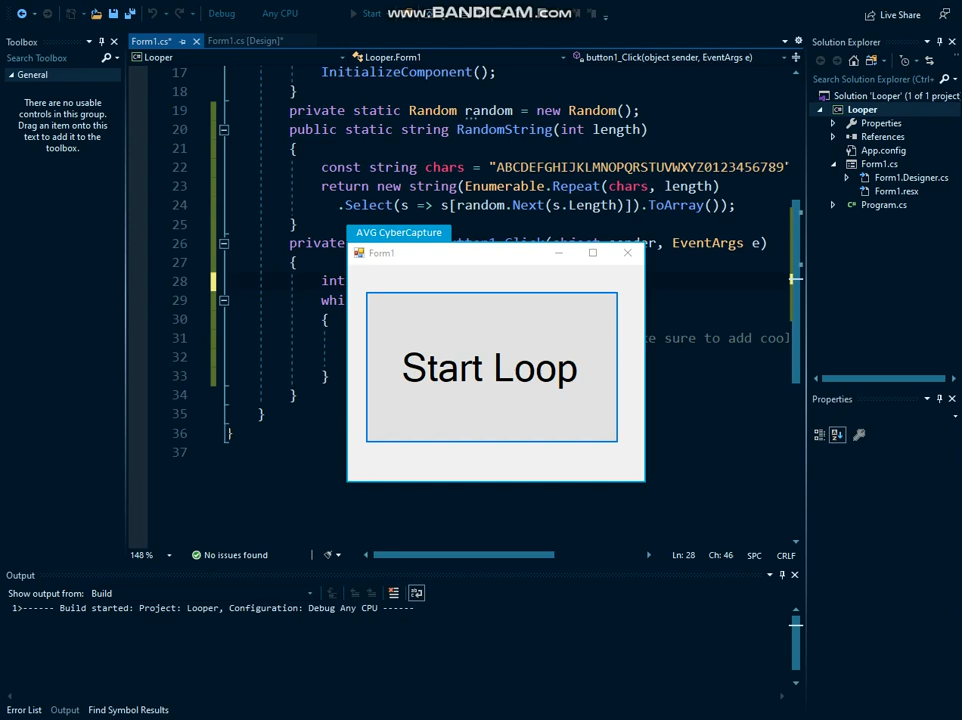 Debug Any CPU Start www.BANDICAM.com Live Share
Toolbox
Search Toolbox
General
There are no usable
controls in this group.
Drag an item onto this
text to add it to the
toolbox.
Form1.cs* Form1.cs [Design]*
Looper Looper.Form1 button1_Click(object sender, EventArgs e)
17 InitializeComponent();
18 }
19 private static Random random = new Random();
20 public static string RandomString(int length)
21 {
22 const string chars = "ABCDEFGHIJKLMNOPQRSTUVWXYZ0123456789"
23 return new string(Enumerable.Repeat(chars, length)
24 .Select(s => s[random.Next(s.Length)]).ToArray());
25 }
26 private button1_Click(object sender, EventArgs e)
27 {
28 int
29 whi
30 {
31 ke sure to add cool
32
33 }
34 }
35 }
36 }
37
AVG CyberCapture
Form1
Start Loop
148 % No issues found Ln: 28 Ch: 46 SPC CRLF
Output
Show output from: Build
1>------ Build started: Project: Looper, Configuration: Debug Any CPU ------
Error List Output Find Symbol Results
Solution Explorer
Search Solution Explorer (Ctrl+
Solution 'Looper' (1 of 1 project
Looper
Properties
References
App.config
Form1.cs
Form1.Designer.cs
Form1.resx
Program.cs
Properties